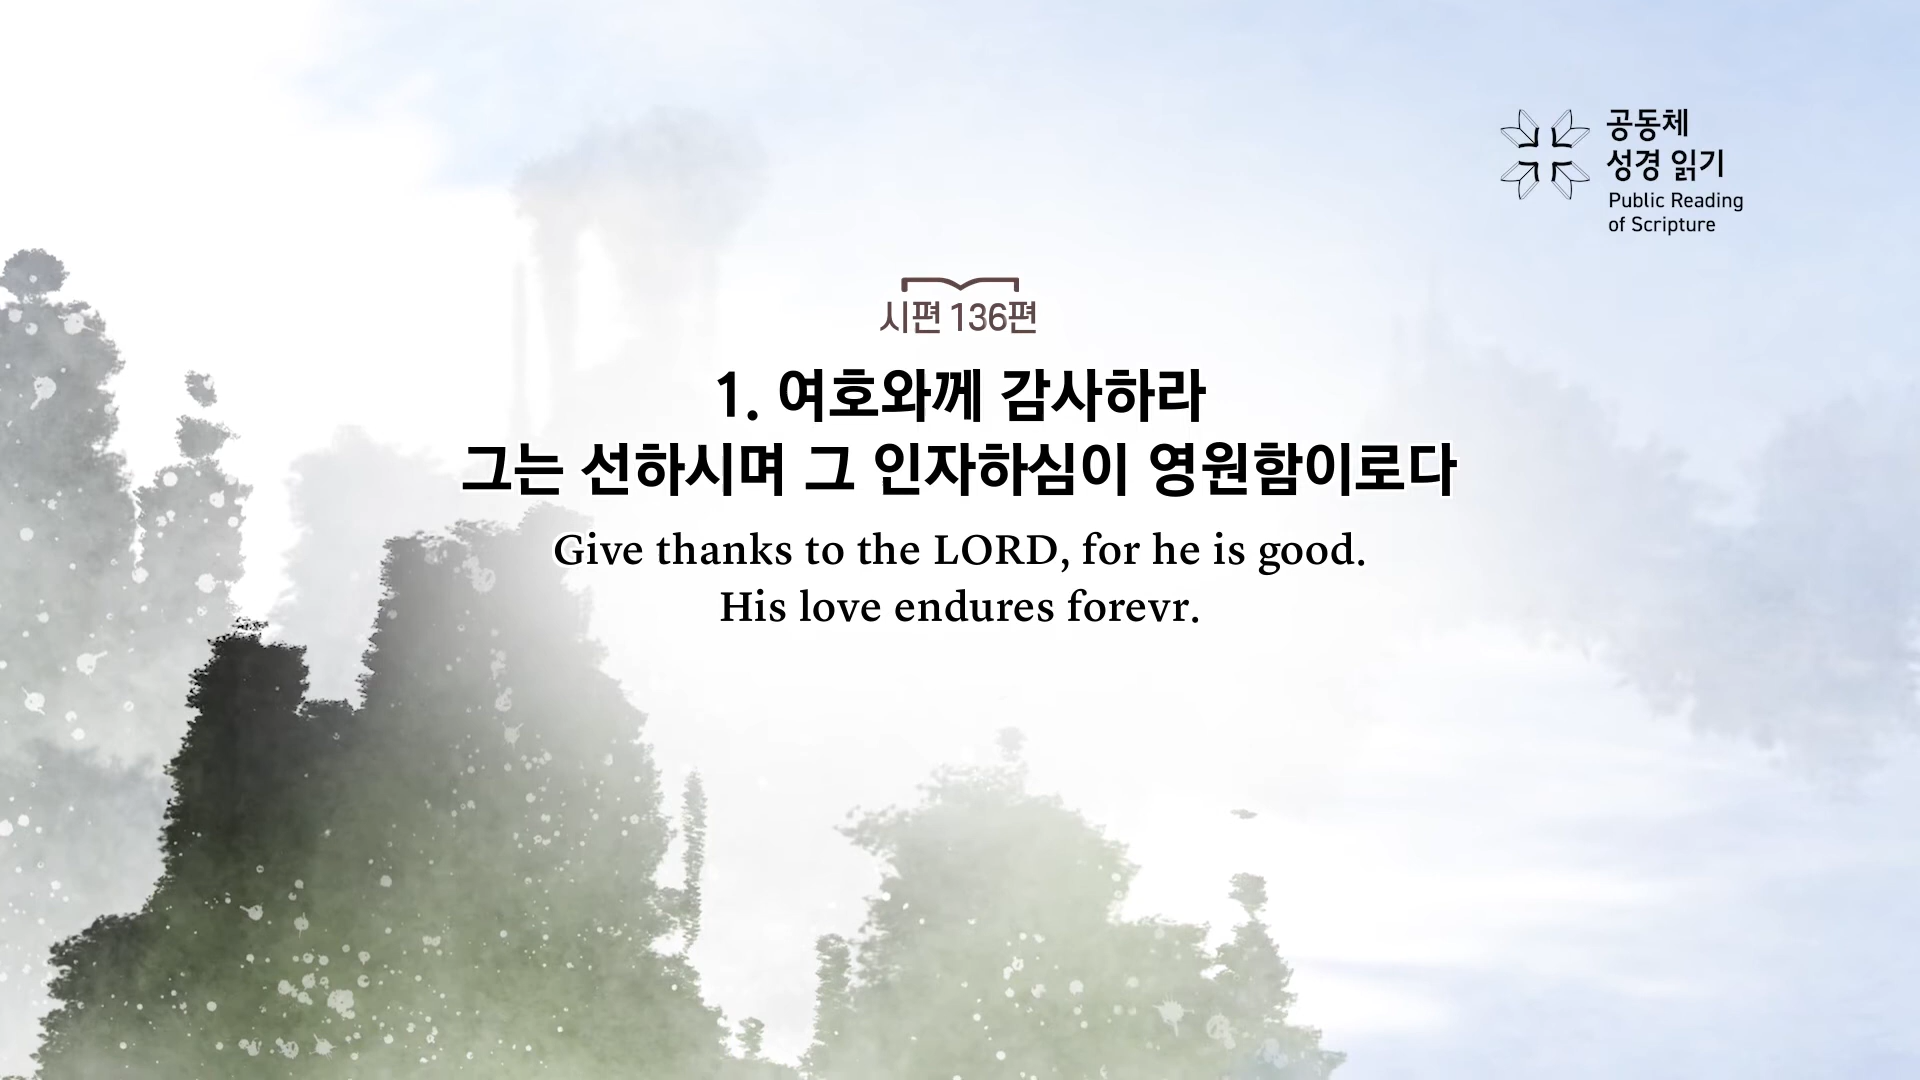 공동체
성경 읽기
Public Reading
of Scripture
시편 136편
1. 여호와께 감사하라
그는 선하시며 그 인자하심이 영원함이로다
Give thanks to the LORD, for he is good.
His love endures forevr.